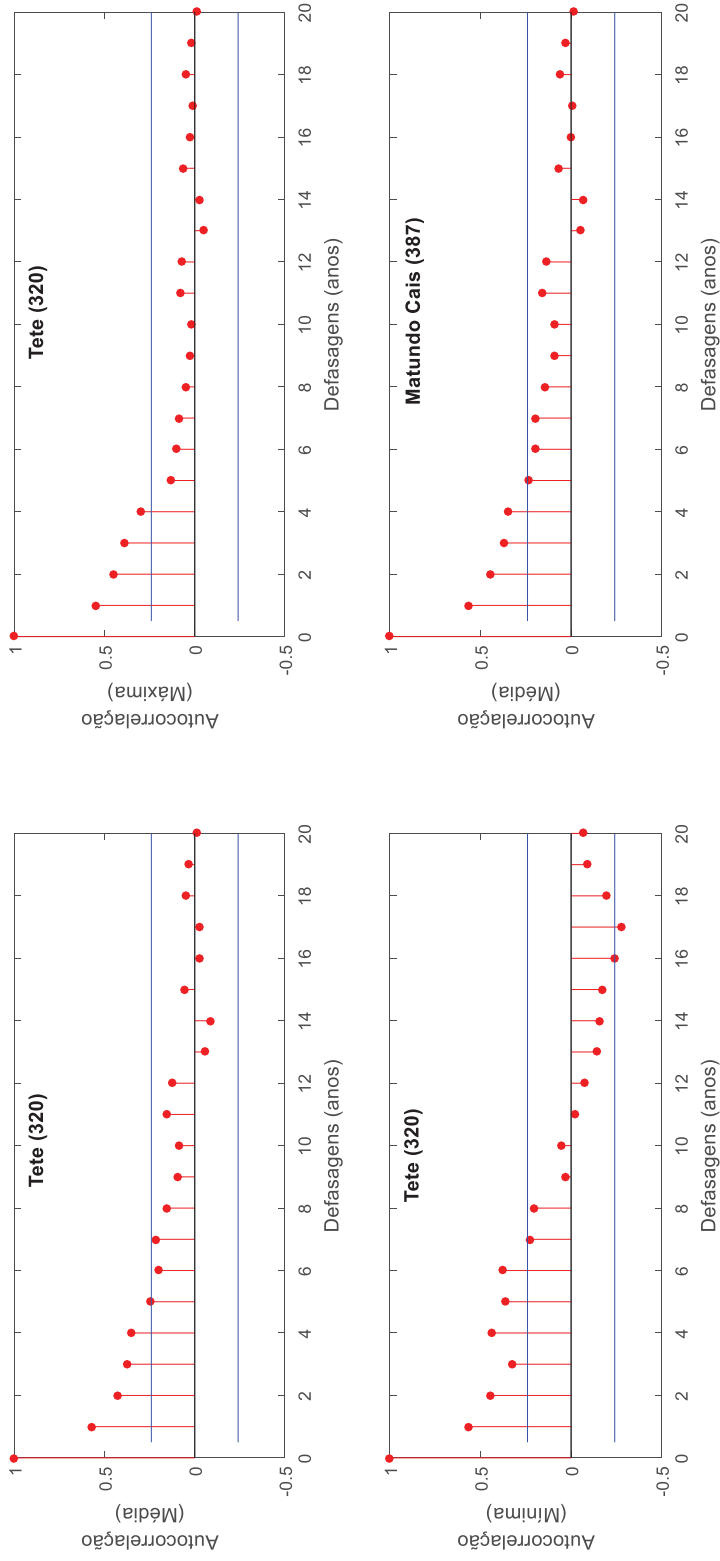 Tete (320)
Autocorrelação
(Média)
1
0.5
0
-0.5
0 2 4 6 8 10 12 14 16 18 20
Defasagens (anos)
Tete (320)
Autocorrelação
(Máxima)
1
0.5
0
-0.5
0 2 4 6 8 10 12 14 16 18 20
Defasagens (anos)
Tete (320)
Autocorrelação
(Mínima)
1
0.5
0
-0.5
0 2 4 6 8 10 12 14 16 18 20
Defasagens (anos)
Matundo Cais (387)
Autocorrelação
(Média)
1
0.5
0
-0.5
0 2 4 6 8 10 12 14 16 18 20
Defasagens (anos)